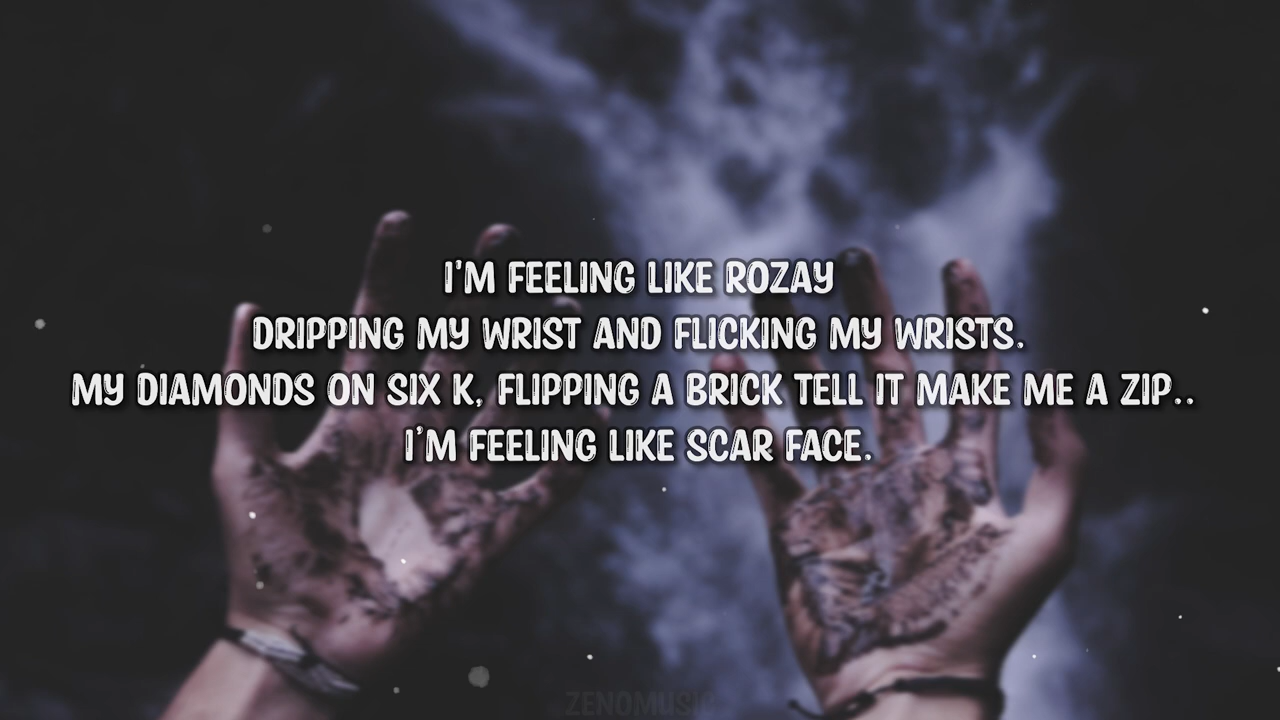 I'M FEELING LIKE ROZAY
DRIPPING MY WRIST AND FLICKING MY WRISTS.
MY DIAMONDS ON SIX K, FLIPPING A BRICK TELL IT MAKE ME A ZIP..
I'M FEELING LIKE SCAR FACE.
ZENOMUSIC